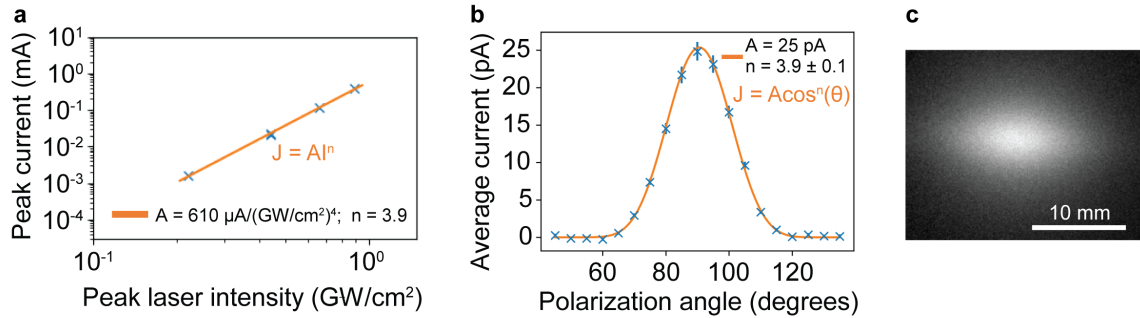 a
Peak current (mA)
10¹
10⁰
10⁻¹
10⁻²
10⁻³
10⁻⁴
J = AIⁿ
A = 610 μA/(GW/cm²)⁴; n = 3.9
10⁻¹
10⁰
Peak laser intensity (GW/cm²)
b
Average current (pA)
25
20
15
10
5
0
A = 25 pA
n = 3.9 ± 0.1
J = Acosⁿ(θ)
60
80
100
120
Polarization angle (degrees)
c
10 mm